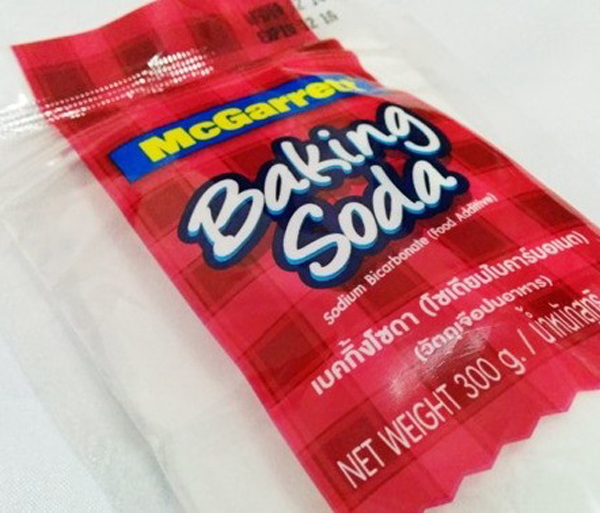 McGarrett
Baking
Soda
Sodium Bicarbonate (Food Additive)
เบคกิ้งโซดา (โซเดียมไบคาร์บอเนต)
(วัตถุเจือปนอาหาร)
NET WEIGHT 300 g. / น้ำหนักสุทธิ